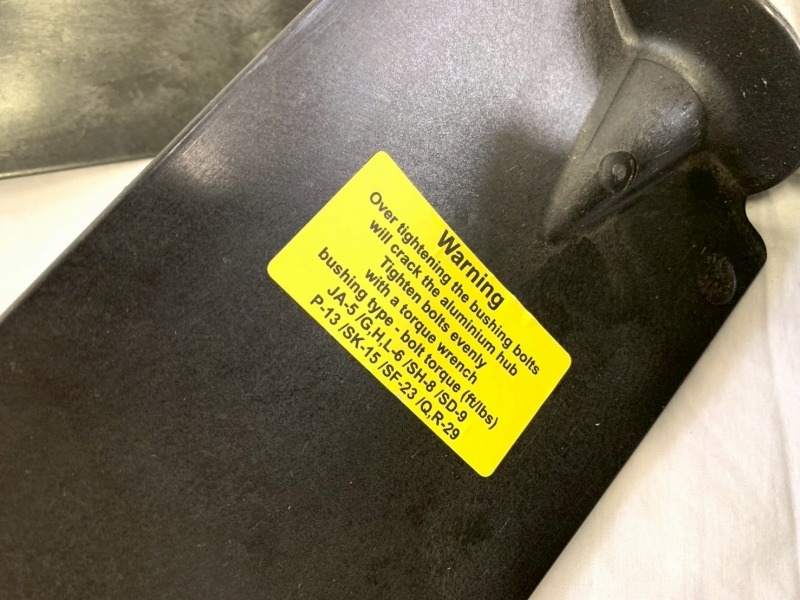 Warning
Over tightening the bushing bolts
will crack the aluminium hub
Tighten bolts evenly
with a torque wrench
bushing type - bolt torque (ft/lbs)
JA-5 /G,H,L-6 /SH-8 /SD-9
P-13 /SK-15 /SF-23 /Q,R-29